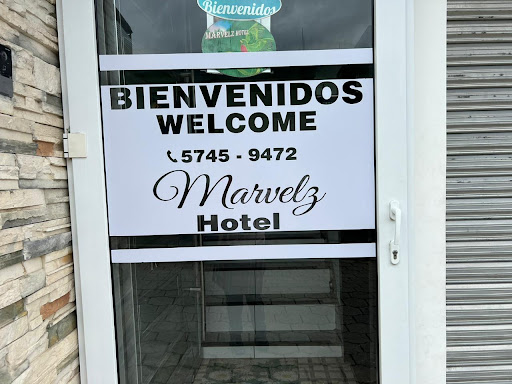 Bienvenidos
MARVELZ HOTEL
BIENVENIDOS
WELCOME
5745 - 9472
Marvelz
Hotel